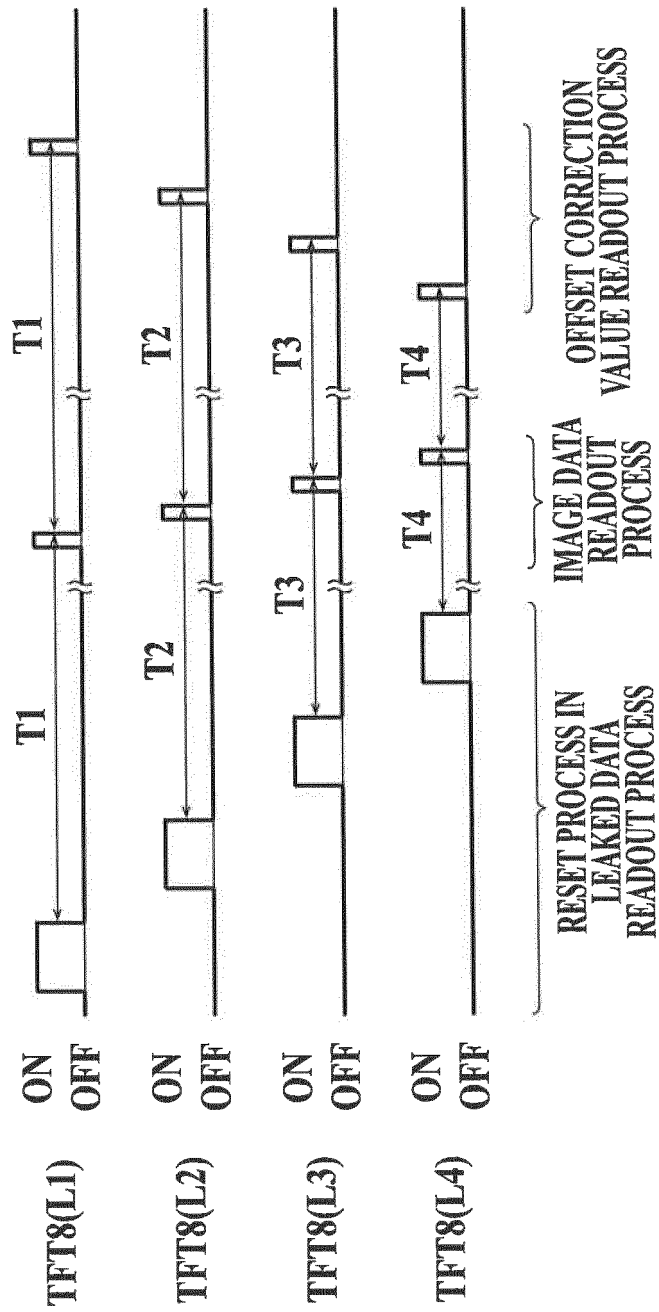 TFT8(L1)
ON
OFF
T1
T1
TFT8(L2)
ON
OFF
T2
T2
TFT8(L3)
ON
OFF
T3
T3
TFT8(L4)
ON
OFF
T4
T4
RESET PROCESS IN
LEAKED DATA
READOUT PROCESS
IMAGE DATA
READOUT
PROCESS
OFFSET CORRECTION
VALUE READOUT PROCESS